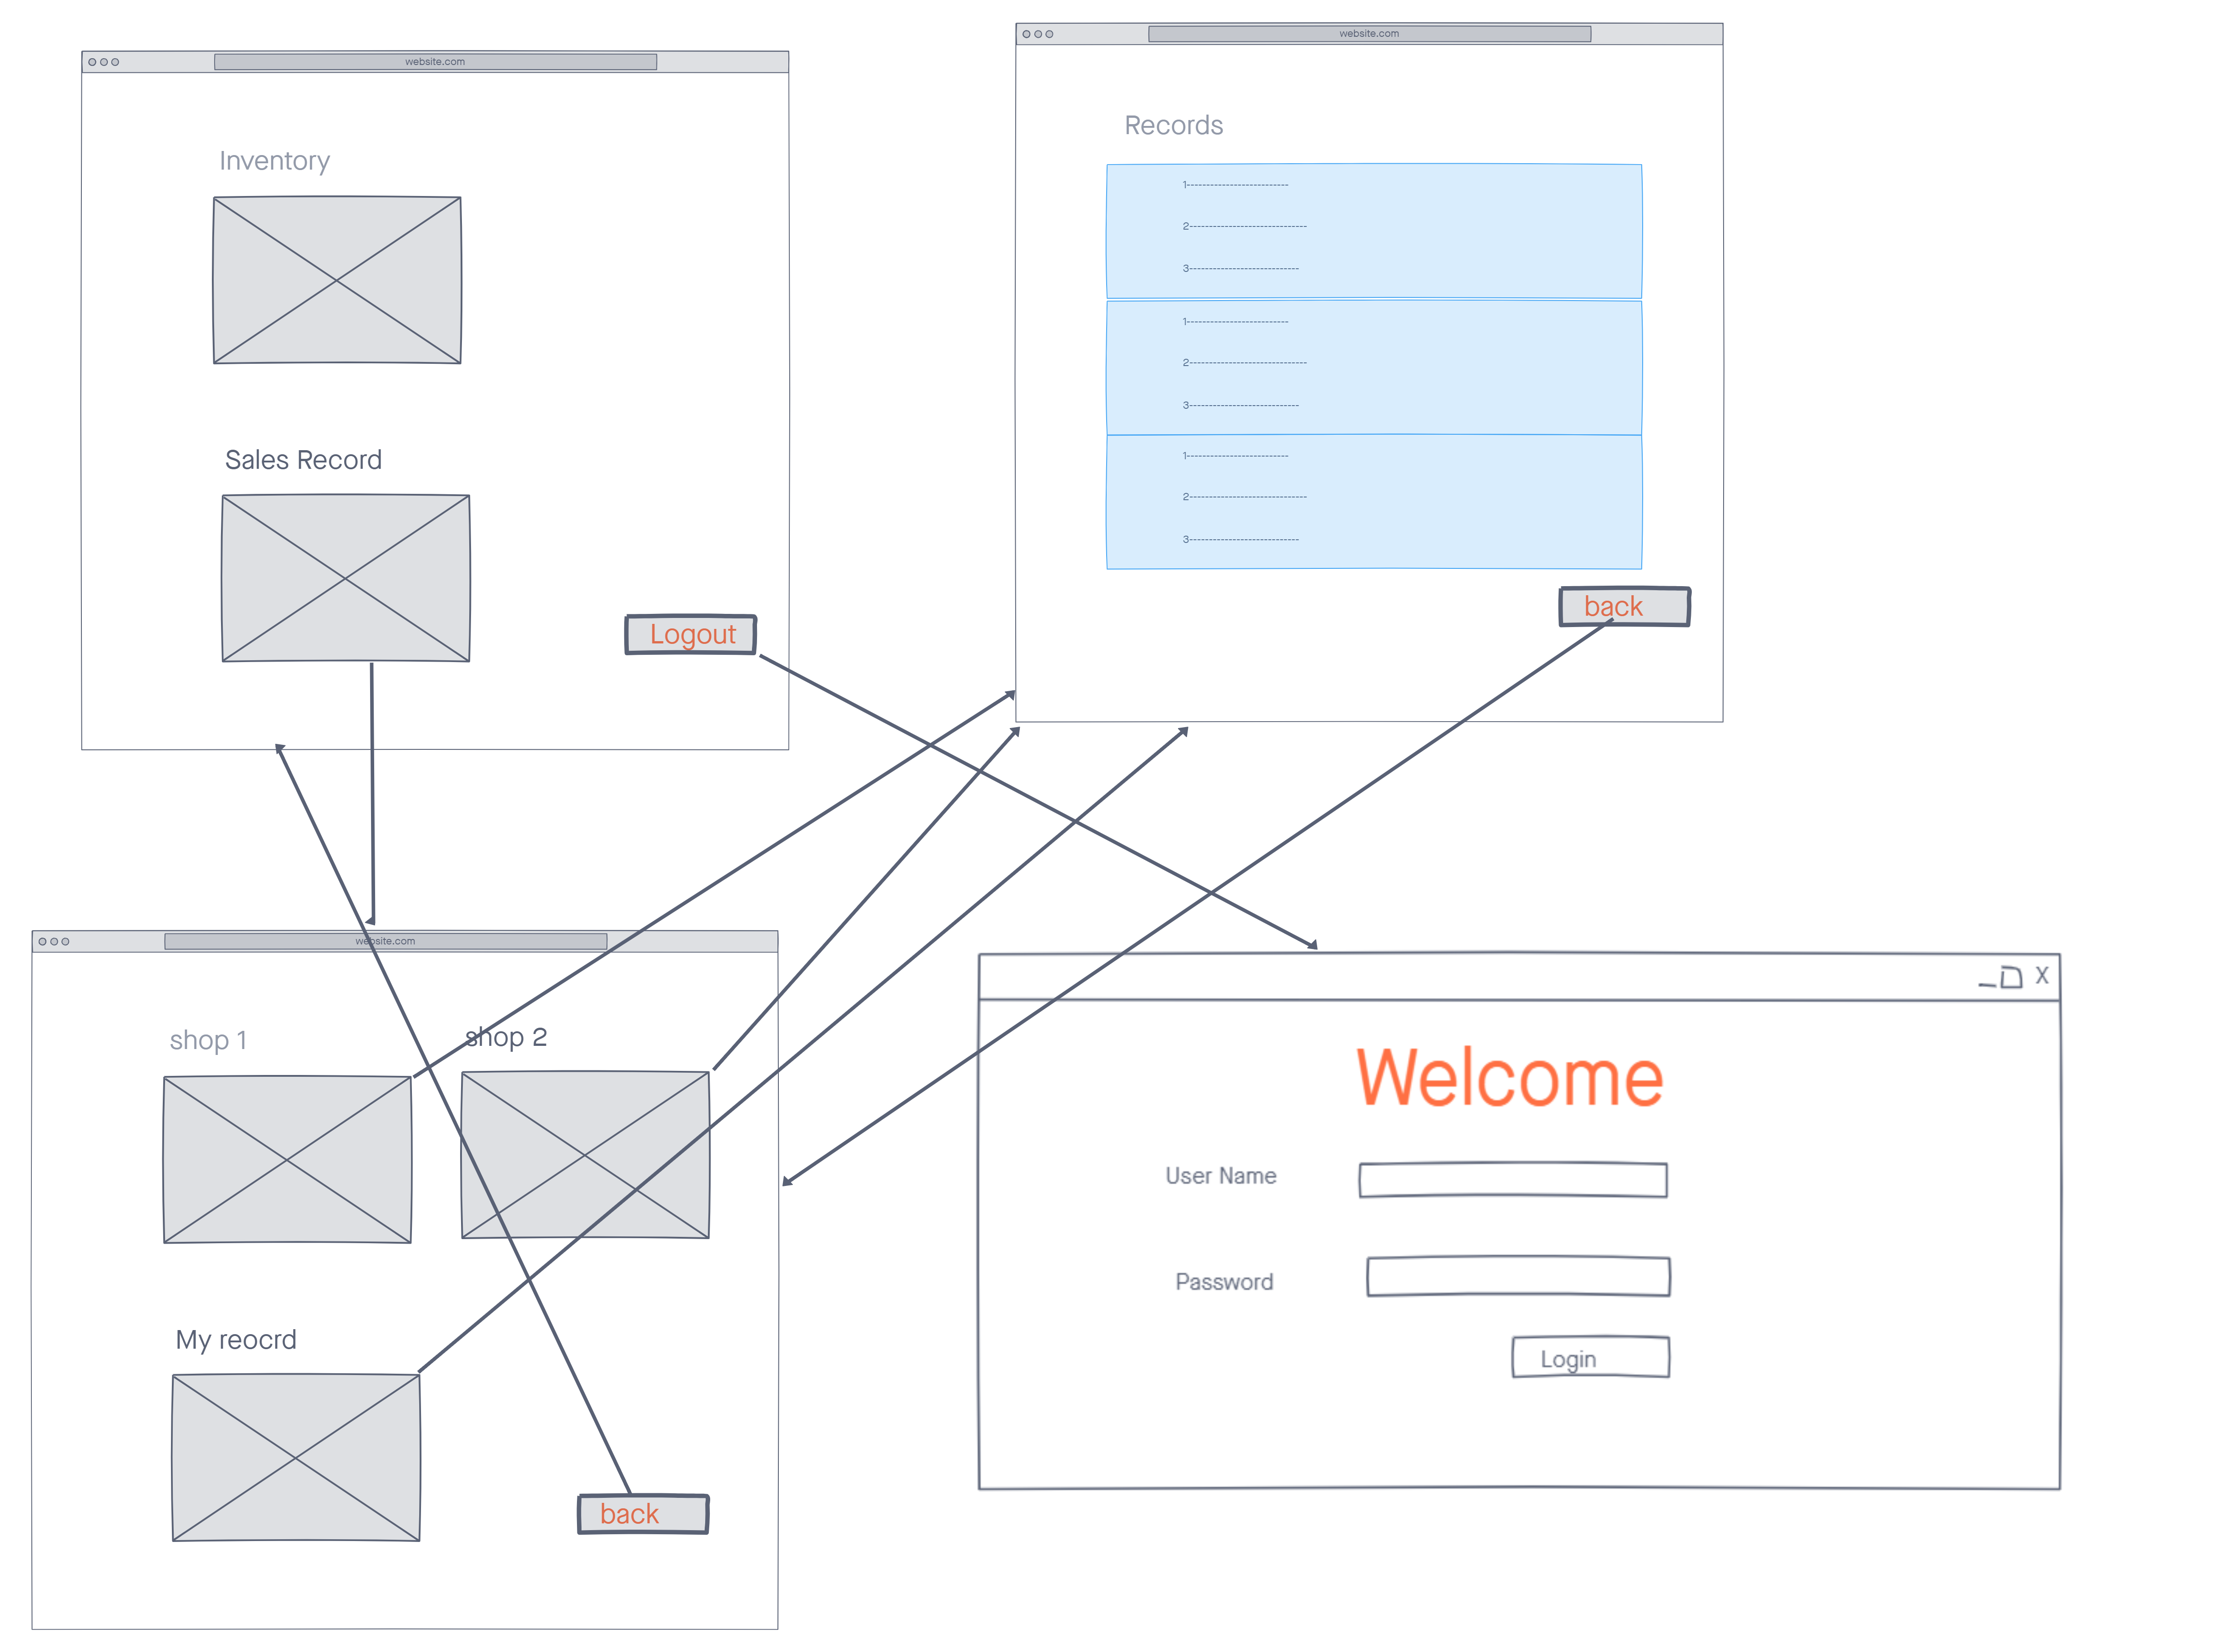 website.com
Inventory
Sales Record
Logout
website.com
Records
1-------------------------
2-----------------------------
3---------------------------
1-------------------------
2-----------------------------
3---------------------------
1-------------------------
2-----------------------------
3---------------------------
back
website.com
shop 1
shop 2
My reocrd
back
X
Welcome
User Name
Password
Login